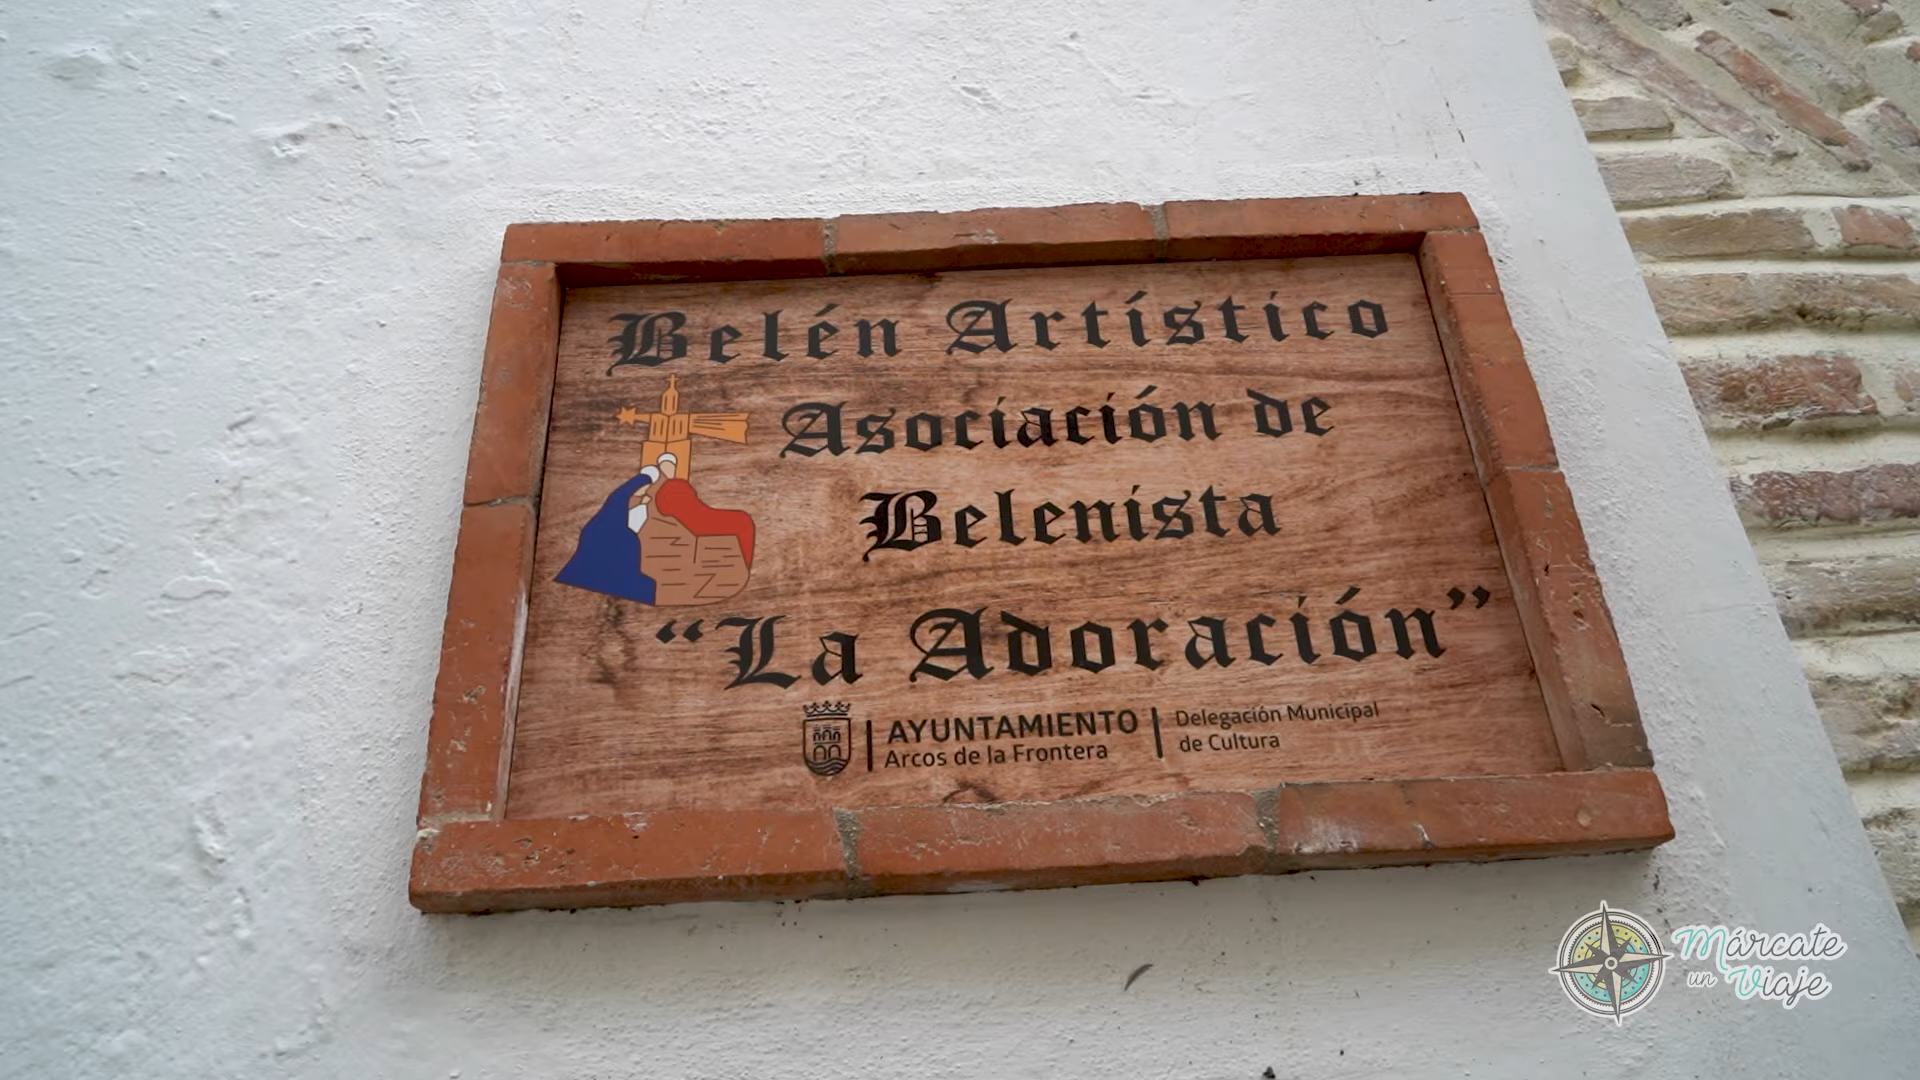 Belén Artístico
Asociación de
Belenista
“La Adoración”
AYUNTAMIENTO
Arcos de la Frontera
Delegación Municipal
de Cultura
Márcate
un Viaje